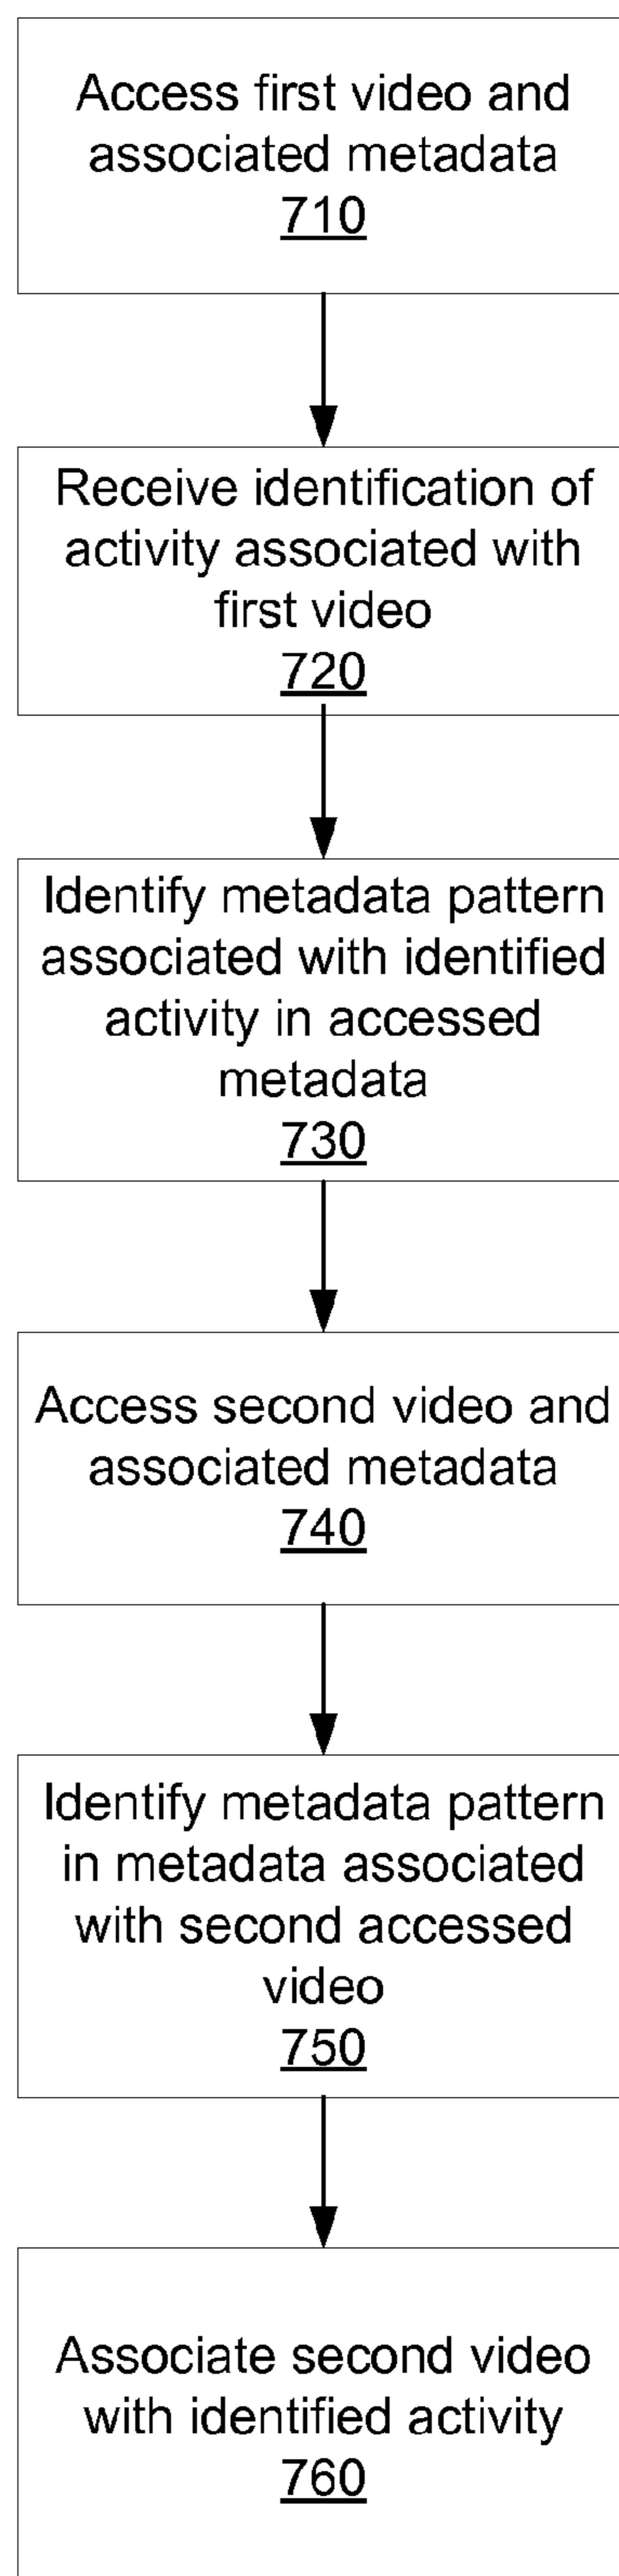 Access first video and
associated metadata
710
Receive identification of
activity associated with
first video
720
Identify metadata pattern
associated with identified
activity in accessed
metadata
730
Access second video and
associated metadata
740
Identify metadata pattern
in metadata associated
with second accessed
video
750
Associate second video
with identified activity
760